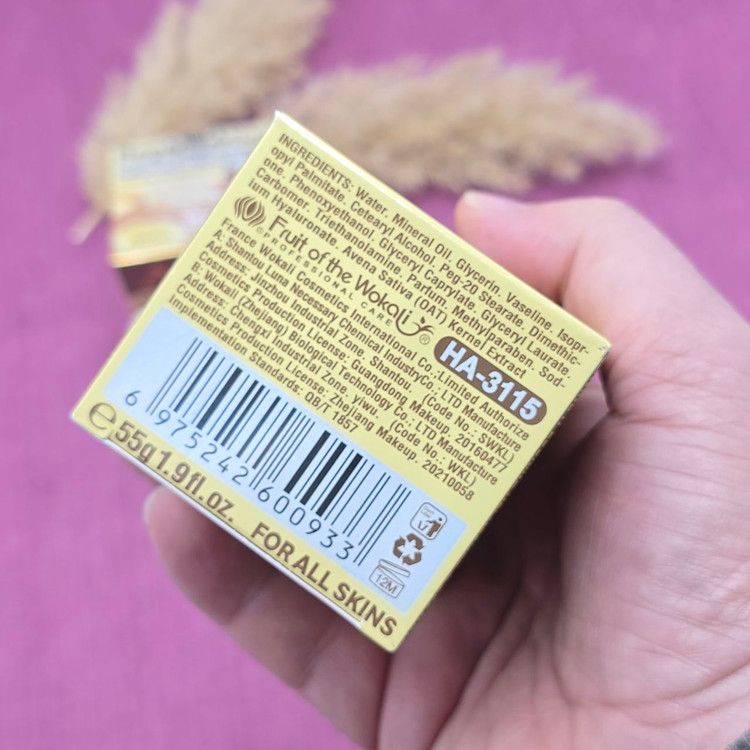 INGREDIENTS: Water. Mineral Oil. Glycerin. Vaseline. Isopr-
opyl Palmitate. Cetearyl Alcohol. Peg-20 Stearate. Dimethic-
one. Phenoxyethanol. Glyceryl Caprylate. Glyceryl Laurate.
Carbomer. Triethanolamine. Parfum. Methylparaben. Sod-
ium Hyaluronate. Avena Sativa (OAT) Kernel Extract
Fruit of the Wokali®
®PROFESSIONAL CARE
HA-3115
France Wokali Cosmetics International Co.,Limited Authorize
A: Shantou Luna Necessary Chemical IndustyCo.; LTD Manufacture
Address: Jinzhou Industrial Zone, Shantou (Code No.: SWKL)
Cosmetics Production License: Guangdong Makeup. 20160477
B: Wokali (Zhejiang) Biological Technology Co.: LTD Manufacture
Address: Chengxi Industrial Zone, yiwu. (Code No.: WKL)
Cosmetics Production License: Zhejiang Makeup. 20210058
Implementation Standards: QB/T 1857
6 975242 600933
12M
℮55g 1.9fl.oz. FOR ALL SKINS